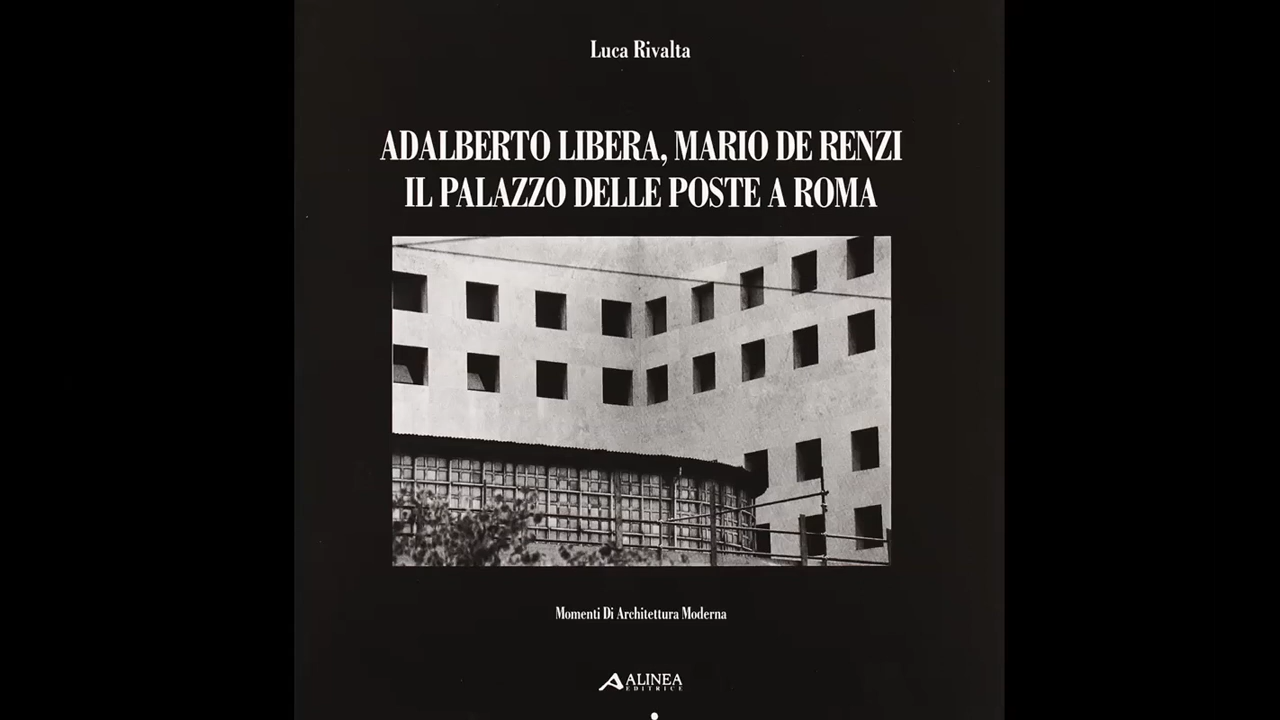 Luca Rivalta
ADALBERTO LIBERA, MARIO DE RENZI
IL PALAZZO DELLE POSTE A ROMA
Momenti Di Architettura Moderna
ALINEA
EDITRICE